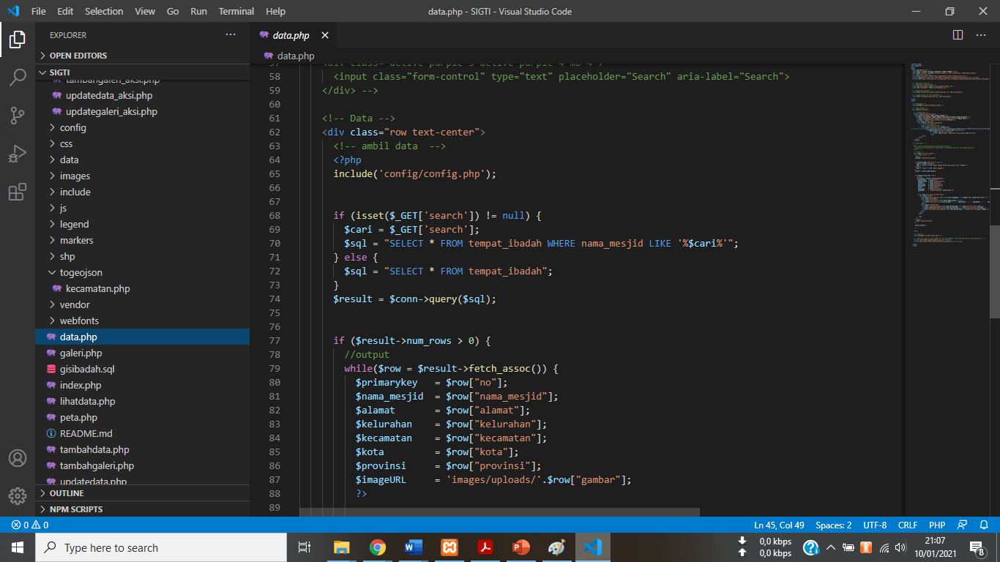 File Edit Selection View Go Run Terminal Help data.php - SIGTI - Visual Studio Code
EXPLORER
OPEN EDITORS
SIGTI
tambahgaleri_aksi.php
updatedata_aksi.php
updategaleri_aksi.php
config
css
data
images
include
js
legend
markers
shp
togeojson
kecamatan.php
vendor
webfonts
data.php
galeri.php
gisibadah.sql
index.php
lihatdata.php
peta.php
README.md
tambahdata.php
tambahgaleri.php
updatedata.php
OUTLINE
NPM SCRIPTS
data.php
data.php
57 <div class="active-purple-3 active-purple-4 mb-4">
58 <input class="form-control" type="text" placeholder="Search" aria-label="Search">
59 </div> -->
60
61 <!-- Data -->
62 <div class="row text-center">
63 <!-- ambil data  -->
64 <?php
65 include('config/config.php');
66
67
68 if (isset($_GET['search']) != null) {
69 $cari = $_GET['search'];
70 $sql = "SELECT * FROM tempat_ibadah WHERE nama_mesjid LIKE '%$cari%'";
71 } else {
72 $sql = "SELECT * FROM tempat_ibadah";
73 }
74 $result = $conn->query($sql);
75
76
77 if ($result->num_rows > 0) {
78 //output
79 while($row = $result->fetch_assoc()) {
80 $primarykey   = $row["no"];
81 $nama_mesjid  = $row["nama_mesjid"];
82 $alamat       = $row["alamat"];
83 $kelurahan    = $row["kelurahan"];
84 $kecamatan    = $row["kecamatan"];
85 $kota         = $row["kota"];
86 $provinsi     = $row["provinsi"];
87 $imageURL     = 'images/uploads/'.$row["gambar"];
88 ?>
89
0 0 Ln 45, Col 49 Spaces: 2 UTF-8 CRLF PHP
Type here to search
0,0 kbps
0,0 kbps
21:07
10/01/2021
8